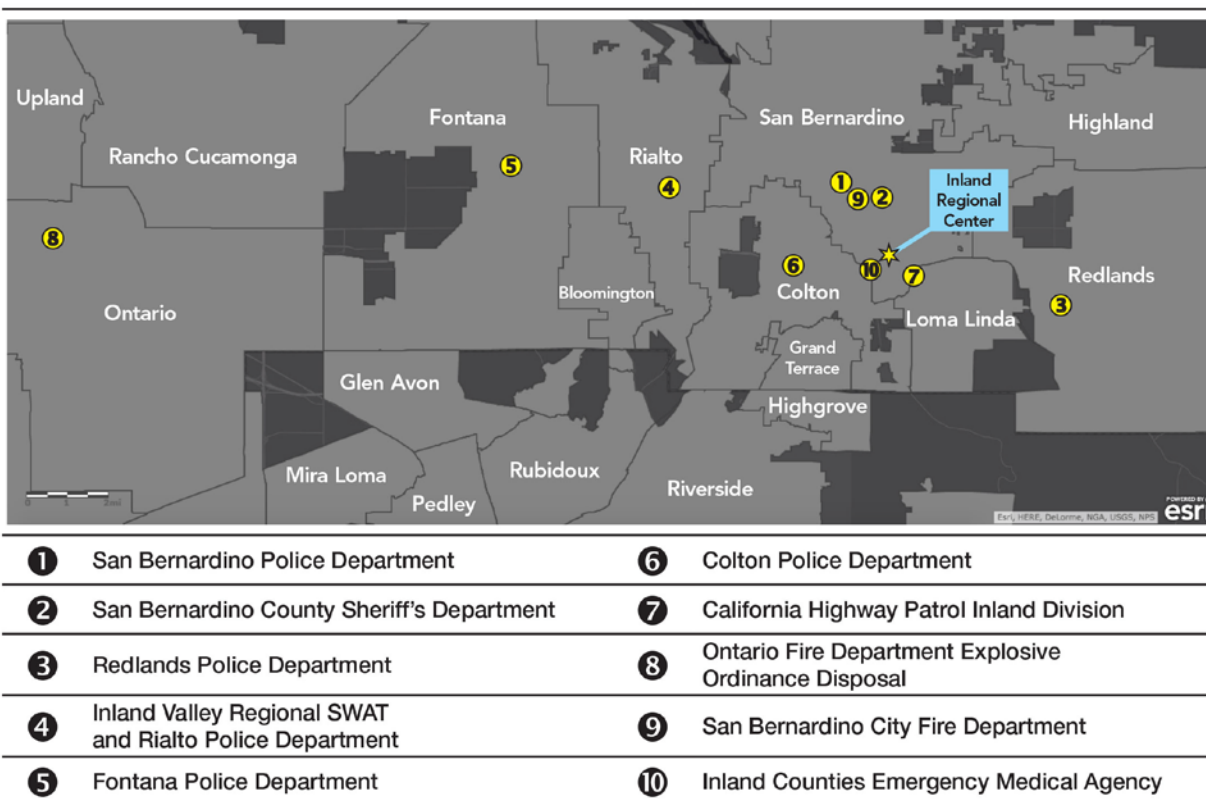 Upland
Rancho Cucamonga
Fontana
Rialto
San Bernardino
Highland
5
4
1
9
2
Inland
Regional
Center
8
6
10
7
Redlands
3
Ontario
Bloomington
Colton
Loma Linda
Grand
Terrace
Glen Avon
Highgrove
Mira Loma
Rubidoux
Riverside
Pedley
0 1 2mi
POWERED BY
esri
Esri, HERE, DeLorme, NGA, USGS, NPS
1 San Bernardino Police Department
6 Colton Police Department
2 San Bernardino County Sheriff's Department
7 California Highway Patrol Inland Division
3 Redlands Police Department
8 Ontario Fire Department Explosive
Ordinance Disposal
4 Inland Valley Regional SWAT
and Rialto Police Department
9 San Bernardino City Fire Department
5 Fontana Police Department
10 Inland Counties Emergency Medical Agency